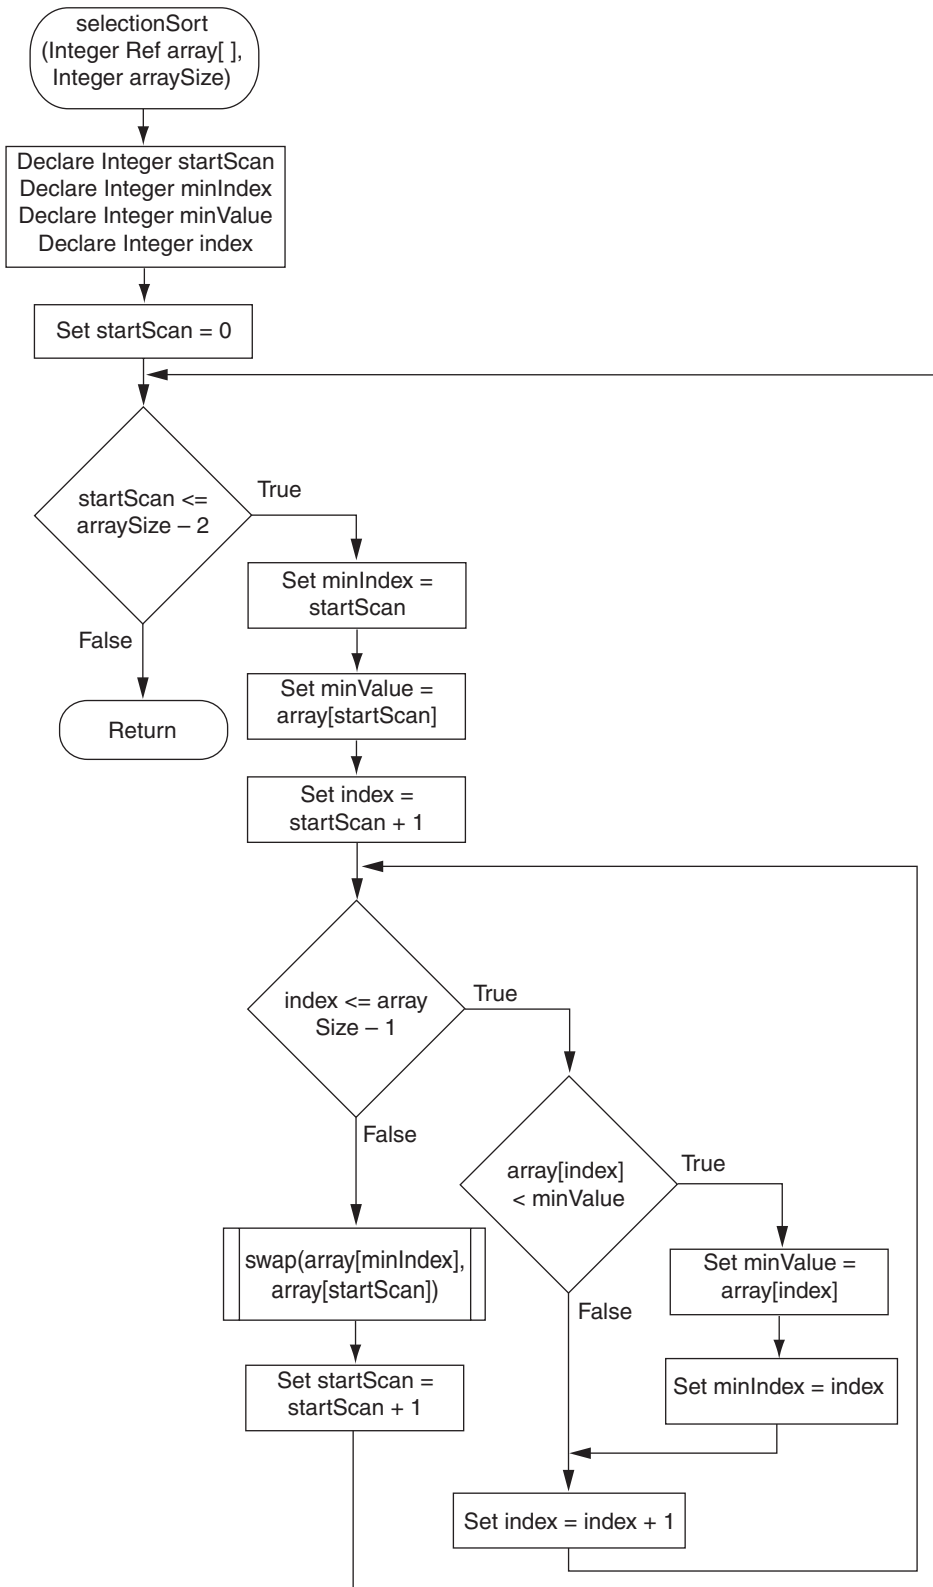 selectionSort
(Integer Ref array[ ],
Integer arraySize)
Declare Integer startScan
Declare Integer minIndex
Declare Integer minValue
Declare Integer index
Set startScan = 0
startScan <=
arraySize – 2
True
False
Return
Set minIndex =
startScan
Set minValue =
array[startScan]
Set index =
startScan + 1
index <= array
Size – 1
True
False
array[index]
< minValue
True
False
Set minValue =
array[index]
Set minIndex = index
swap(array[minIndex],
array[startScan])
Set startScan =
startScan + 1
Set index = index + 1